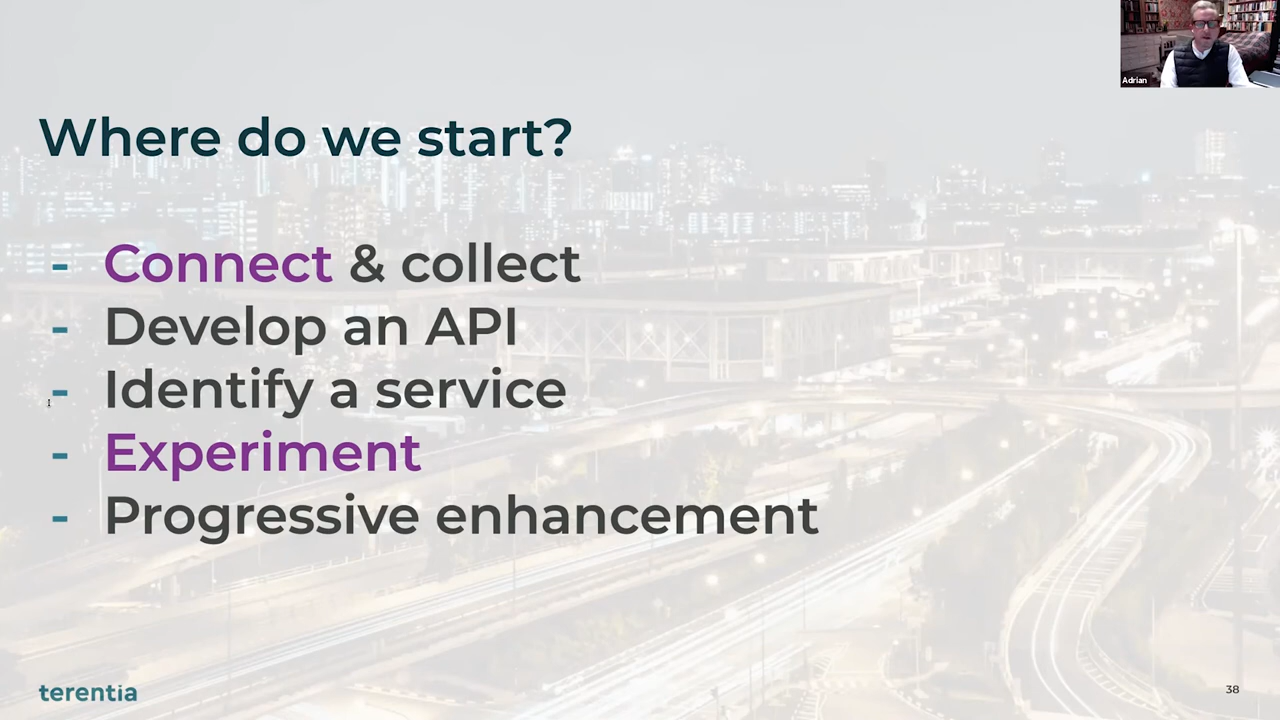 Adrian
Where do we start?
- Connect & collect
- Develop an API
- Identify a service
- Experiment
- Progressive enhancement
terentia
38